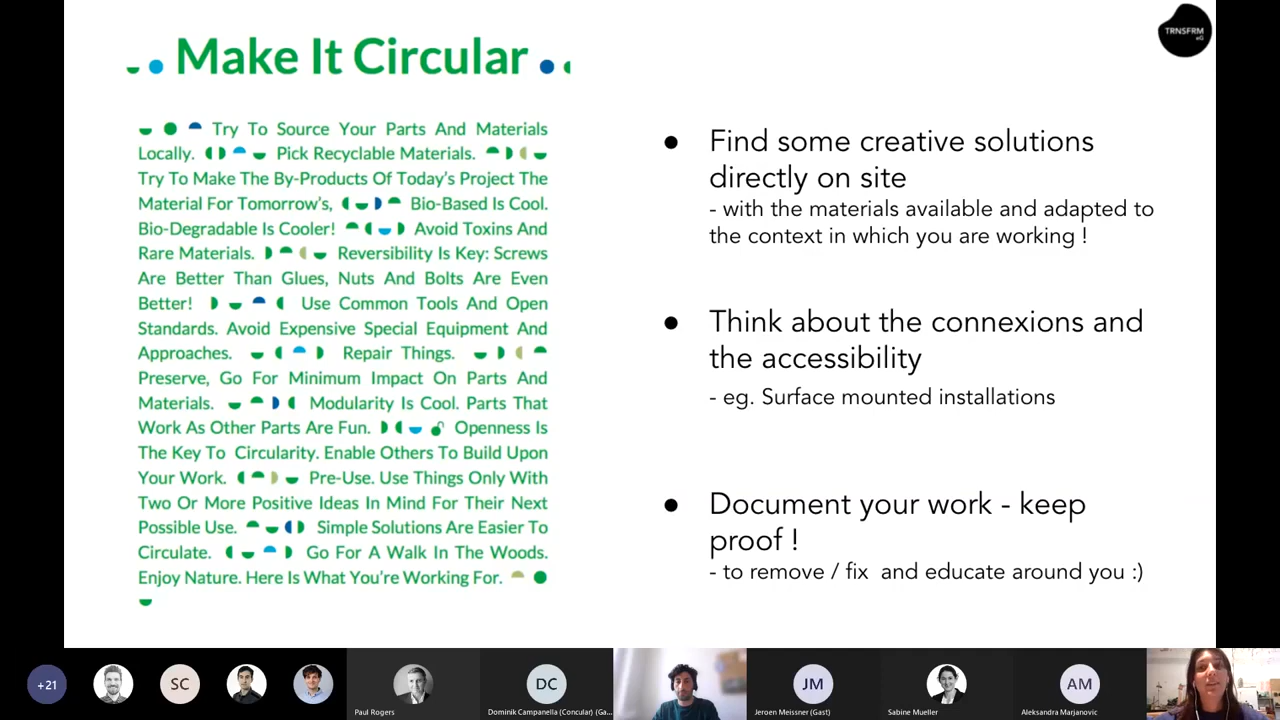 TRNSFRM
eG
Make It Circular
Try To Source Your Parts And Materials
Locally. Pick Recyclable Materials.
Try To Make The By-Products Of Today's Project The
Material For Tomorrow's, Bio-Based Is Cool.
Bio-Degradable Is Cooler! Avoid Toxins And
Rare Materials. Reversibility Is Key: Screws
Are Better Than Glues, Nuts And Bolts Are Even
Better! Use Common Tools And Open
Standards. Avoid Expensive Special Equipment And
Approaches. Repair Things.
Preserve, Go For Minimum Impact On Parts And
Materials. Modularity Is Cool. Parts That
Work As Other Parts Are Fun. Openness Is
The Key To Circularity. Enable Others To Build Upon
Your Work. Pre-Use. Use Things Only With
Two Or More Positive Ideas In Mind For Their Next
Possible Use. Simple Solutions Are Easier To
Circulate. Go For A Walk In The Woods.
Enjoy Nature. Here Is What You're Working For.
● Find some creative solutions
directly on site
- with the materials available and adapted to
the context in which you are working !
● Think about the connexions and
the accessibility
- eg. Surface mounted installations
● Document your work - keep
proof !
- to remove / fix and educate around you :)
+21
SC
Paul Rogers
DC
Dominik Campanella (Concular) (Ga...
JM
Jeroen Meissner (Gast)
Sabine Mueller
AM
Aleksandra Marjanovic